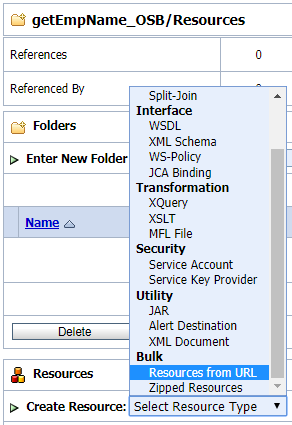 getEmpName_OSB/Resources
References 0
Referenced By
Split-Join
Interface
Folders
WSDL
XML Schema
Enter New Folder
WS-Policy
JCA Binding
Transformation
XQuery
Name
XSLT
MFL File
Security
Service Account
Service Key Provider
Utility
JAR
Delete
Alert Destination
XML Document
Bulk
Resources
Resources from URL
Zipped Resources
Create Resource: Select Resource Type